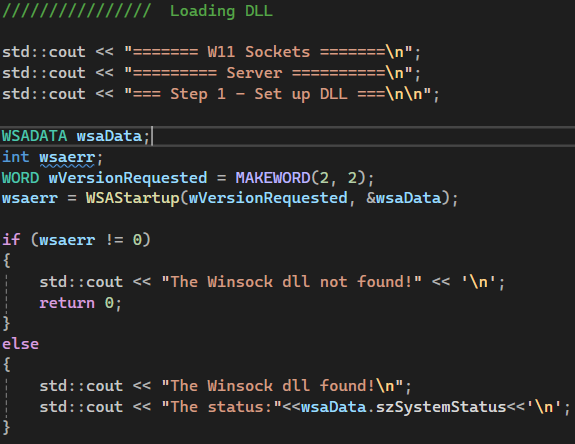 ////////////////  Loading DLL
std::cout << "======= W11 Sockets =======\n";
std::cout << "========= Server ==========\n";
std::cout << "=== Step 1 - Set up DLL ===\n\n";
WSADATA wsaData;
int wsaerr;
WORD wVersionRequested = MAKEWORD(2, 2);
wsaerr = WSAStartup(wVersionRequested, &wsaData);
if (wsaerr != 0)
{
    std::cout << "The Winsock dll not found!" << '\n';
    return 0;
}
else
{
    std::cout << "The Winsock dll found!\n";
    std::cout << "The status:"<<wsaData.szSystemStatus<<'\n';
}